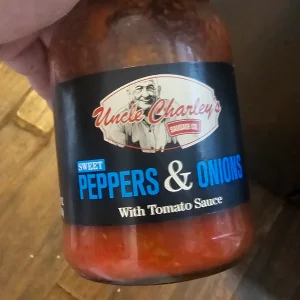 Uncle Charley's
SAUSAGE CO.
SWEET
PEPPERS & ONIONS
With Tomato Sauce